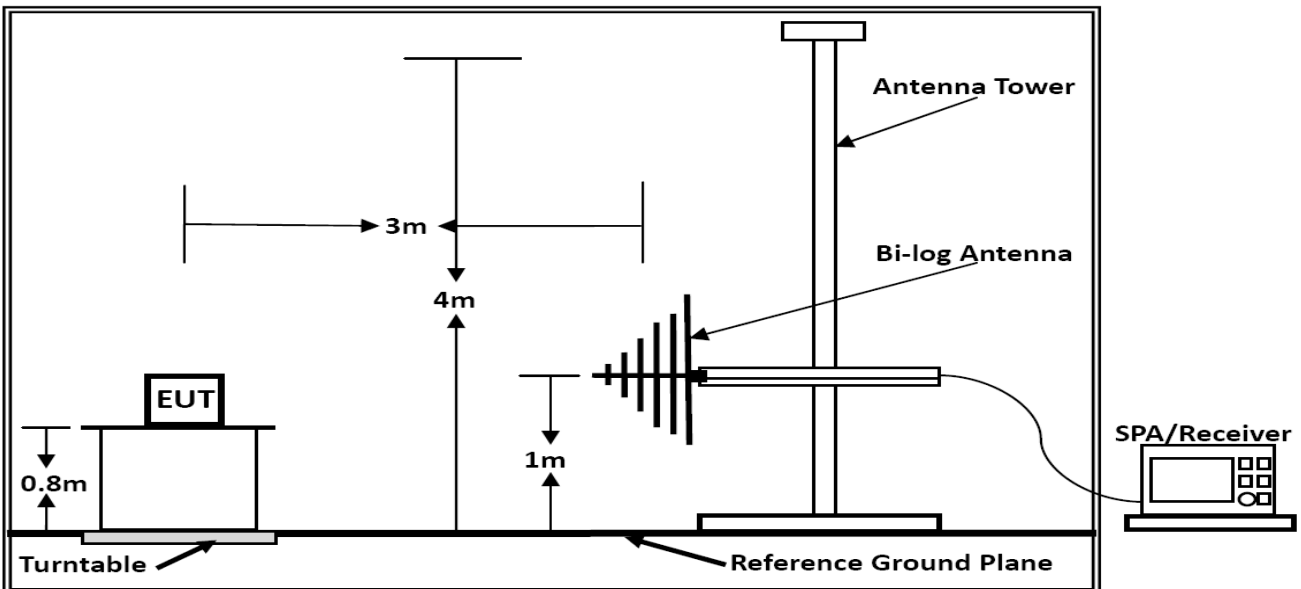 Antenna Tower
3m
Bi-log Antenna
4m
EUT
SPA/Receiver
1m
0.8m
Turntable
Reference Ground Plane